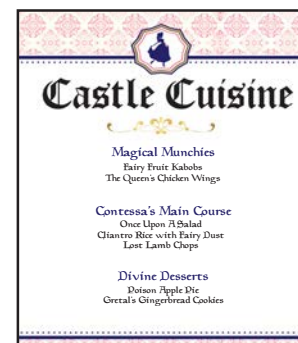 Castle Cuisine
Magical Munchies
Fairy Fruit Kabobs
The Queen's Chicken Wings
Contessa's Main Course
Once Upon A Salad
Cliantro Rice with Fairy Dust
Lost Lamb Chops
Divine Desserts
Poison Apple Pie
Gretal's Gingerbread Cookies